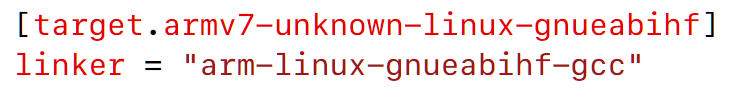 [target.armv7-unknown-linux-gnueabihf]
linker = "arm-linux-gnueabihf-gcc"